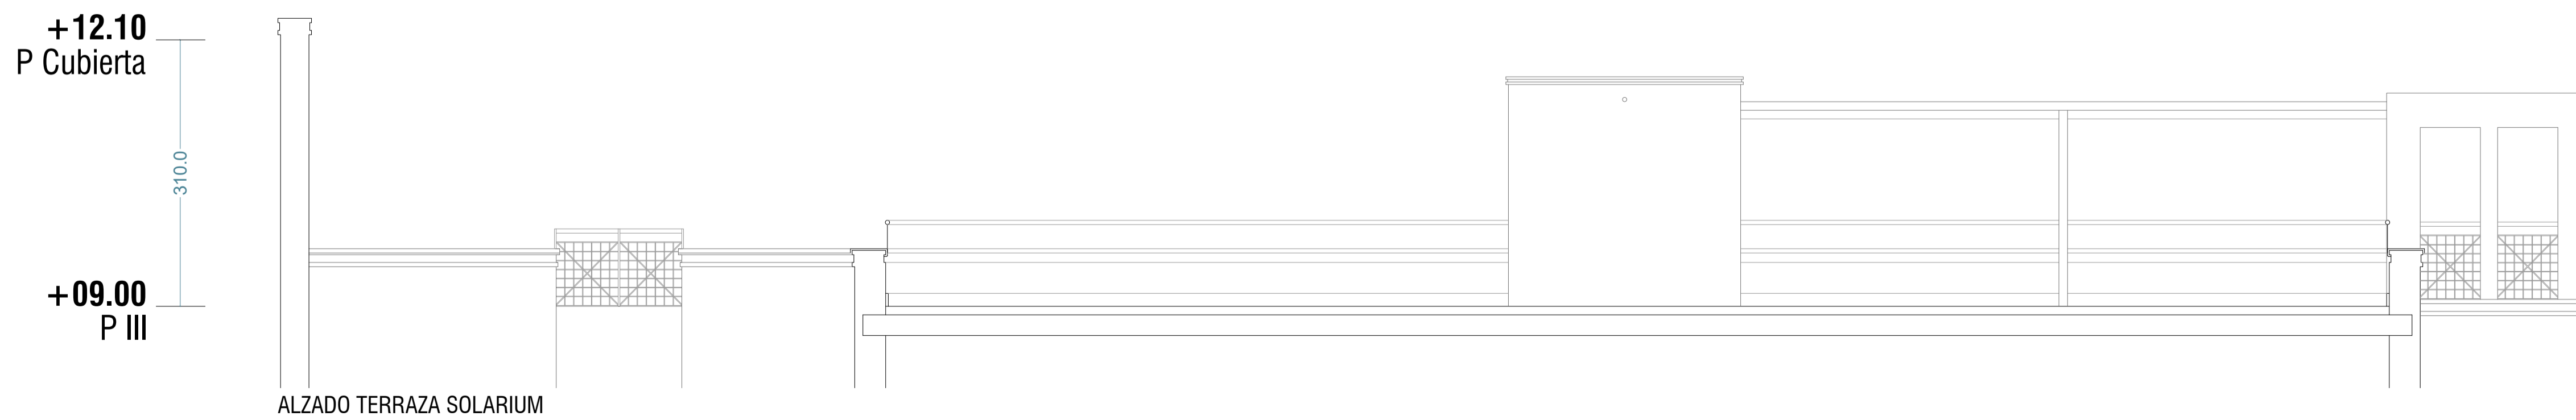 +12.10
P Cubierta
310.0
+09.00
P III
ALZADO TERRAZA SOLARIUM